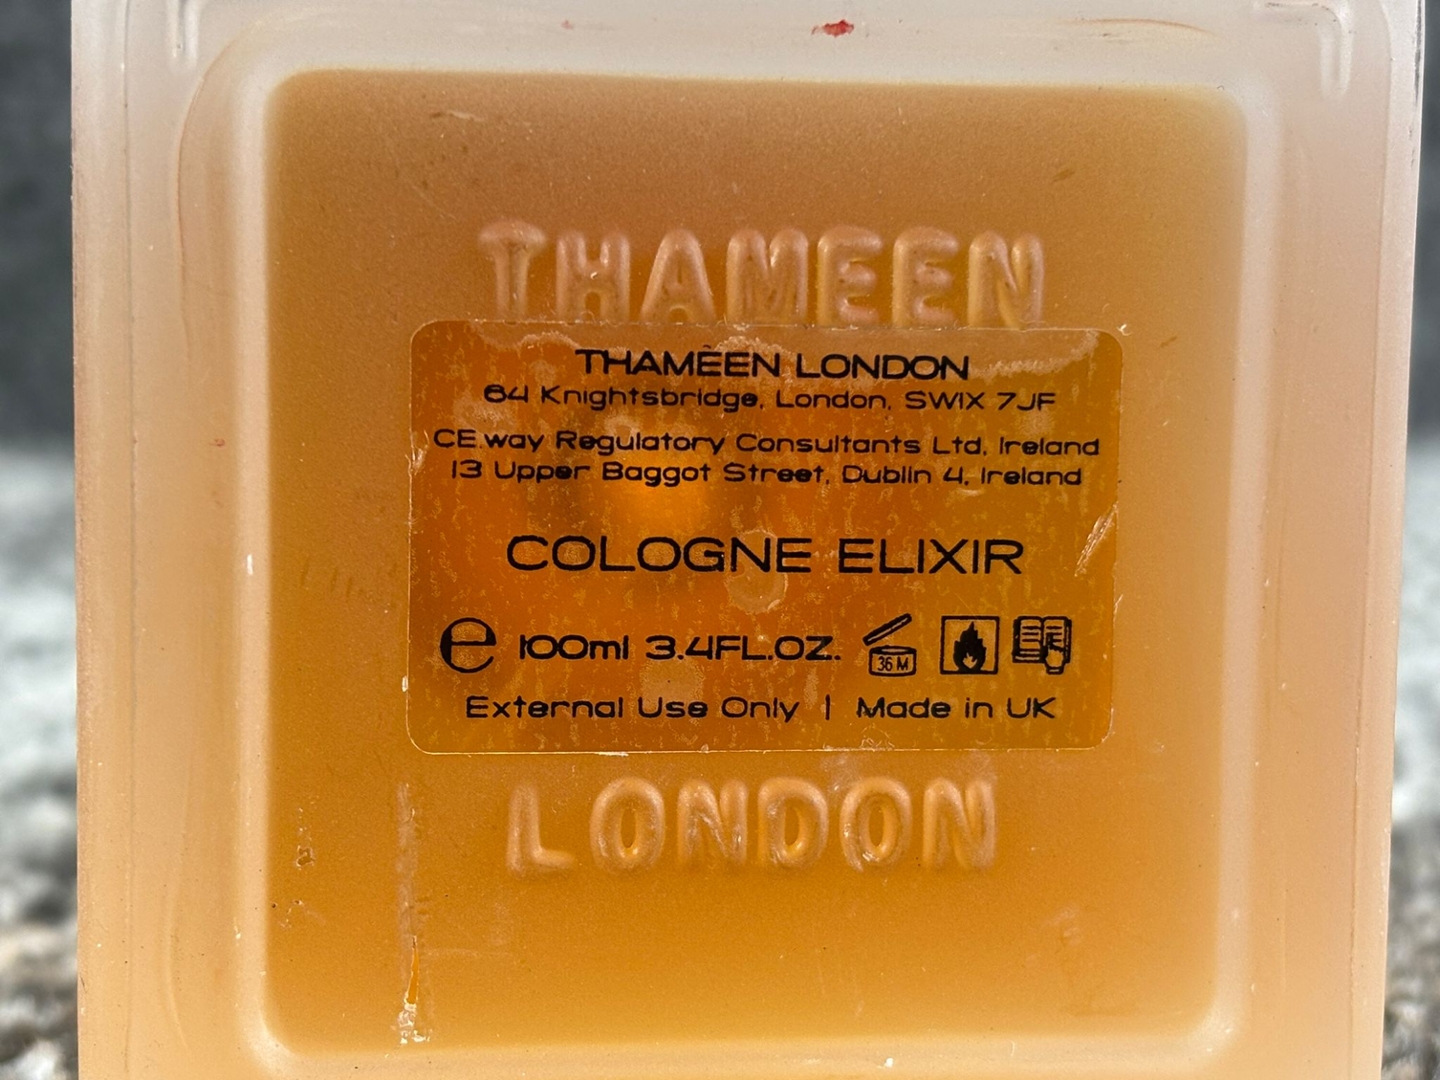 THAMEEN
THAMEEN LONDON
64 Knightsbridge, London, SW1X 7JF
CE.way Regulatory Consultants Ltd, Ireland
13 Upper Baggot Street, Dublin 4, Ireland
COLOGNE ELIXIR
e 100ml 3.4FL.OZ. 36 M
External Use Only | Made in UK
LONDON